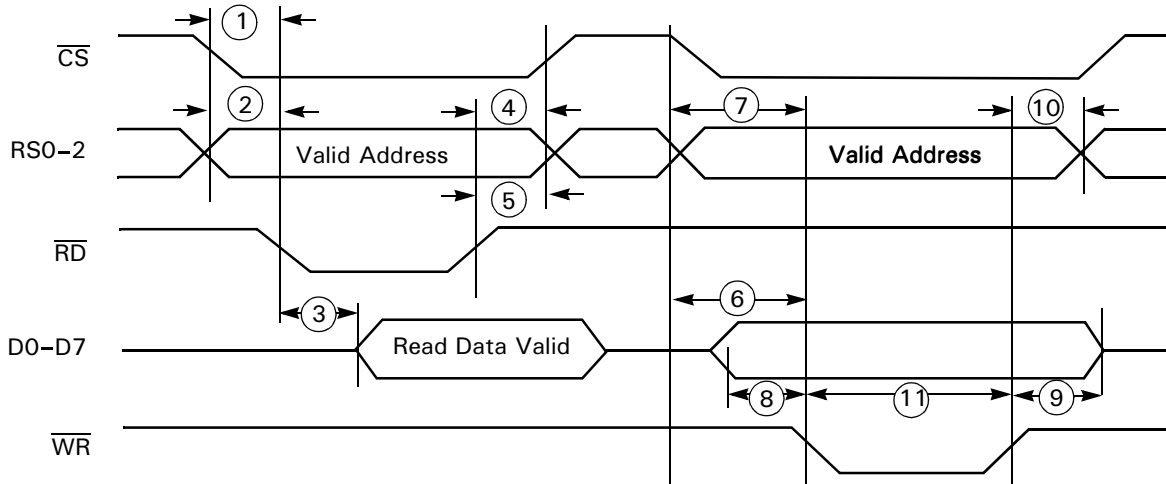 1
CS
2
4
7
10
RS0-2
Valid Address
Valid Address
5
RD
6
3
D0-D7
Read Data Valid
8
11
9
WR